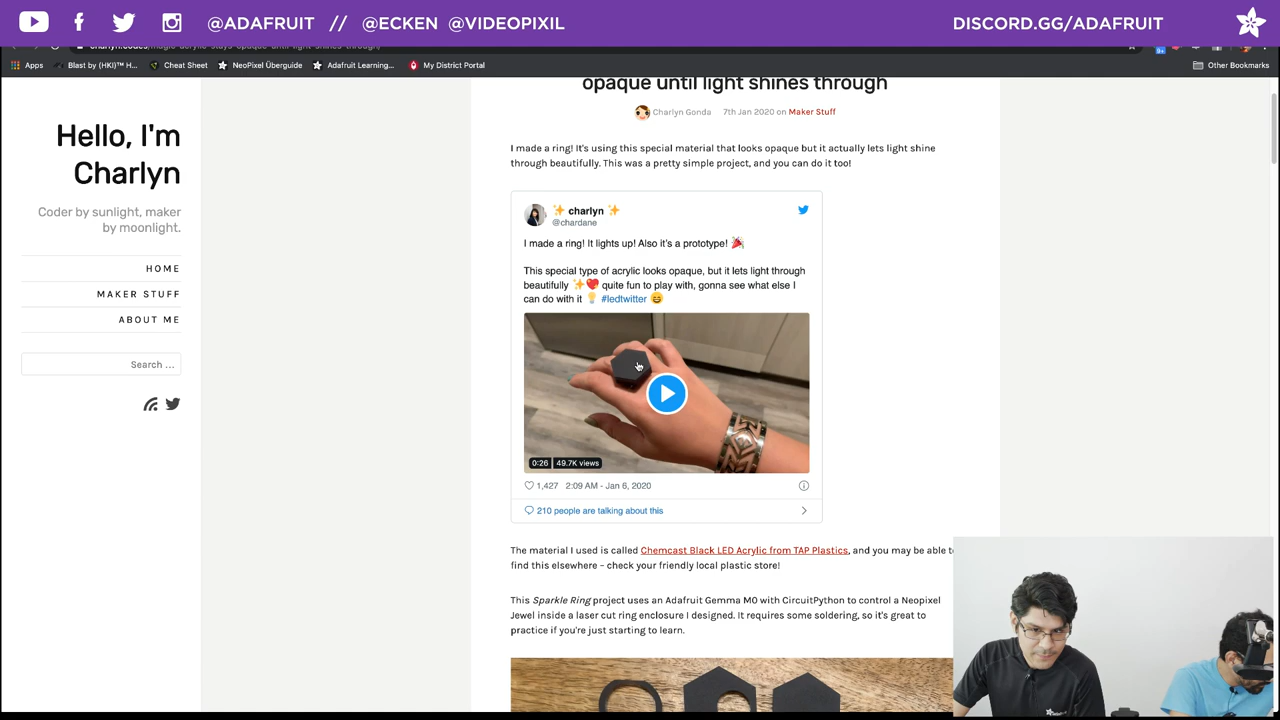 @ADAFRUIT // @ECKEN @VIDEOPIXIL
DISCORD.GG/ADAFRUIT
Apps
Blast by (HKI)™ H...
Cheat Sheet
NeoPixel Überguide
Adafruit Learning...
My District Portal
Other Bookmarks
Hello, I'm
Charlyn
Coder by sunlight, maker
by moonlight.
HOME
MAKER STUFF
ABOUT ME
Search ...
opaque until light shines through
Charlyn Gonda 7th Jan 2020 on Maker Stuff
I made a ring! It's using this special material that looks opaque but it actually lets light shine
through beautifully. This was a pretty simple project, and you can do it too!
✨ charlyn ✨
@chardane
I made a ring! It lights up! Also it's a prototype! 🎉
This special type of acrylic looks opaque, but it lets light through
beautifully ✨❤️ quite fun to play with, gonna see what else I
can do with it 💡 #ledtwitter 😄
0:26 49.7K views
1,427 2:09 AM - Jan 6, 2020
210 people are talking about this
The material I used is called Chemcast Black LED Acrylic from TAP Plastics, and you may be able
find this elsewhere – check your friendly local plastic store!
This Sparkle Ring project uses an Adafruit Gemma M0 with CircuitPython to control a Neopixel
Jewel inside a laser cut ring enclosure I designed. It requires some soldering, so it's great to
practice if you're just starting to learn.